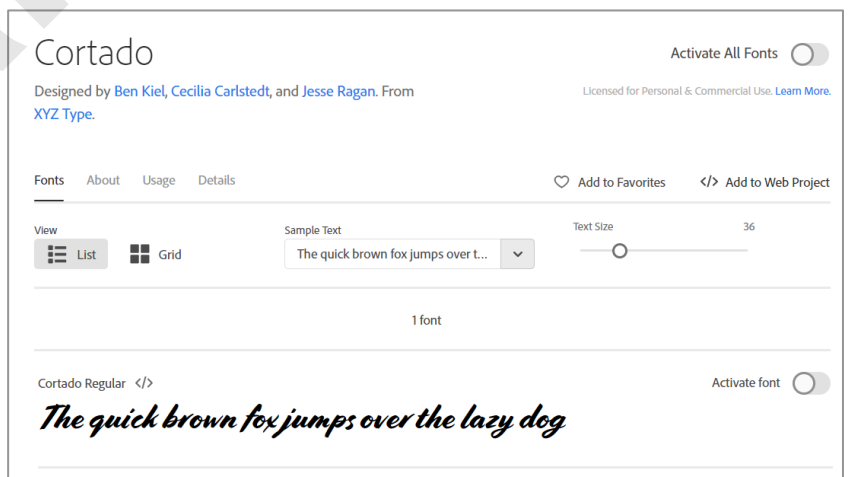 Cortado
Activate All Fonts
Designed by Ben Kiel, Cecilia Carlstedt, and Jesse Ragan. From
XYZ Type.
Licensed for Personal & Commercial Use. Learn More.
Fonts About Usage Details
Add to Favorites </> Add to Web Project
View
List Grid
Sample Text
The quick brown fox jumps over t...
Text Size 36
1 font
Cortado Regular </>
Activate font
The quick brown fox jumps over the lazy dog